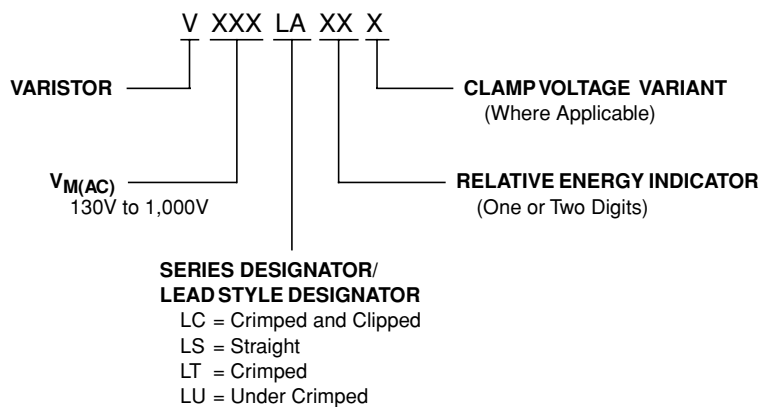 V XXX LA XX X
VARISTOR
CLAMP VOLTAGE VARIANT
(Where Applicable)
VM(AC)
130V to 1,000V
RELATIVE ENERGY INDICATOR
(One or Two Digits)
SERIES DESIGNATOR/
LEAD STYLE DESIGNATOR
LC = Crimped and Clipped
LS = Straight
LT = Crimped
LU = Under Crimped